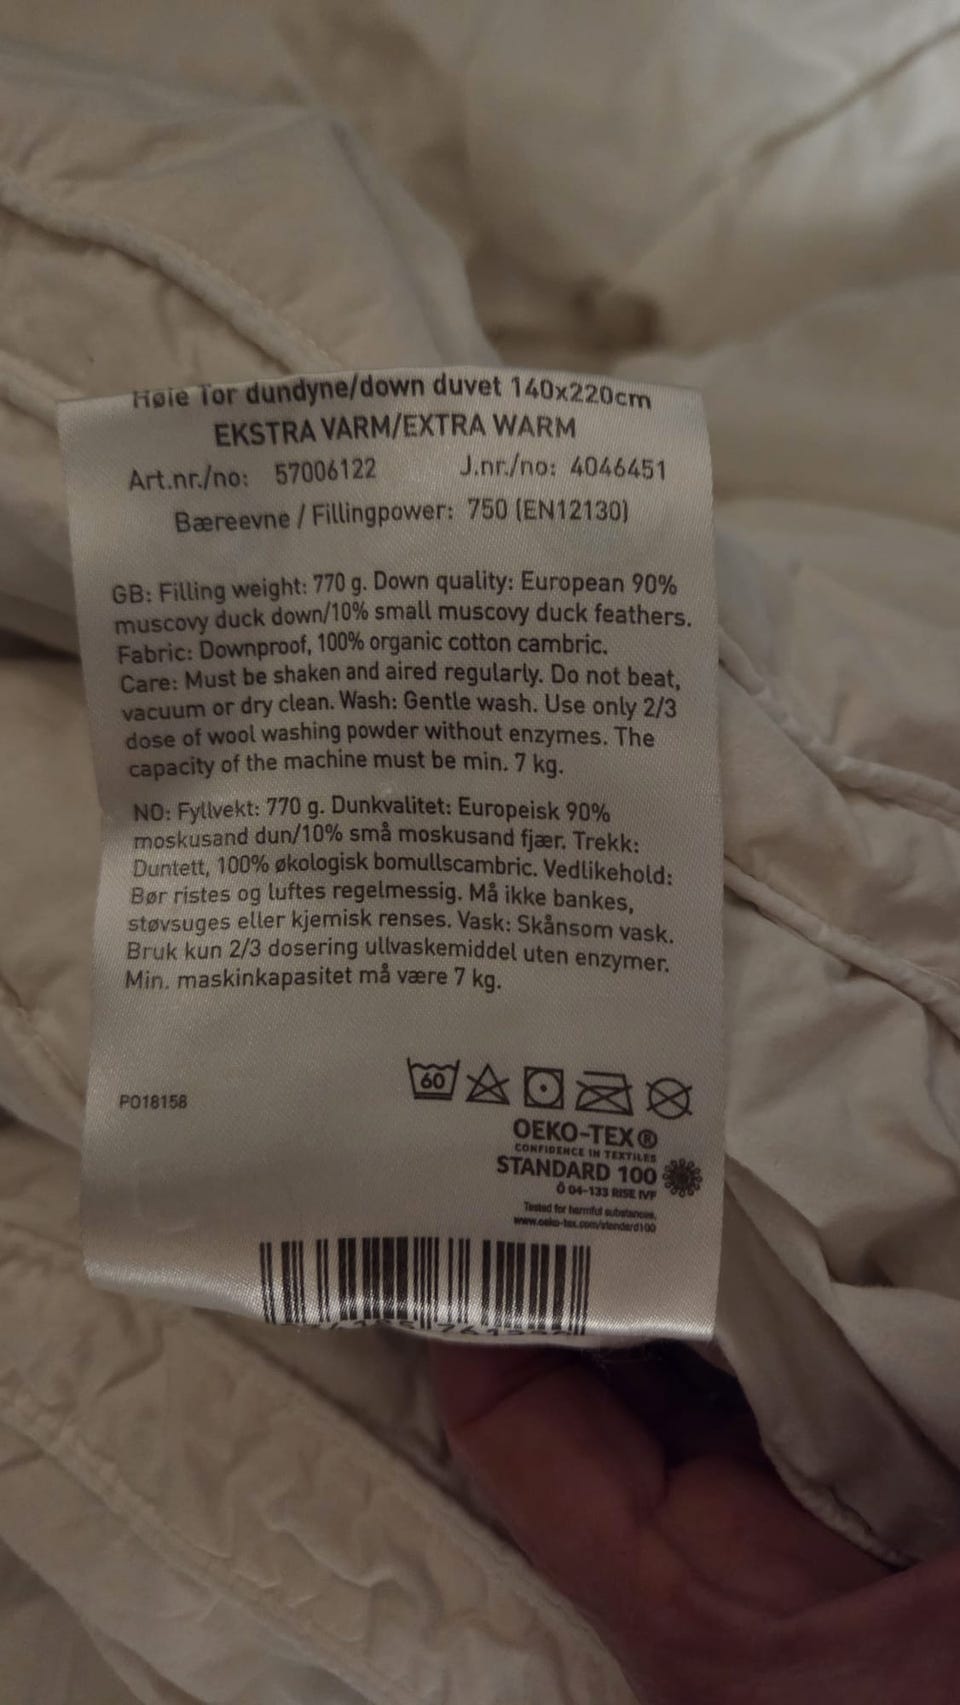 Høie Tor dundyne/down duvet 140x220cm
EKSTRA VARM/EXTRA WARM
Art.nr./no: 57006122 J.nr./no: 4046451
Bæreevne / Fillingpower: 750 (EN12130)
GB: Filling weight: 770 g. Down quality: European 90%
muscovy duck down/10% small muscovy duck feathers.
Fabric: Downproof, 100% organic cotton cambric.
Care: Must be shaken and aired regularly. Do not beat,
vacuum or dry clean. Wash: Gentle wash. Use only 2/3
dose of wool washing powder without enzymes. The
capacity of the machine must be min. 7 kg.
NO: Fyllvekt: 770 g. Dunkvalitet: Europeisk 90%
moskusand dun/10% små moskusand fjær. Trekk:
Duntett, 100% økologisk bomullscambric. Vedlikehold:
Bør ristes og luftes regelmessig. Må ikke bankes,
støvsuges eller kjemisk renses. Vask: Skånsom vask.
Bruk kun 2/3 dosering ullvaskemiddel uten enzymer.
Min. maskinkapasitet må være 7 kg.
60
P018158
OEKO-TEX®
CONFIDENCE IN TEXTILES
STANDARD 100
Ö 04-133 RISE IVF
Tested for harmful substances.
www.oeko-tex.com/standard100